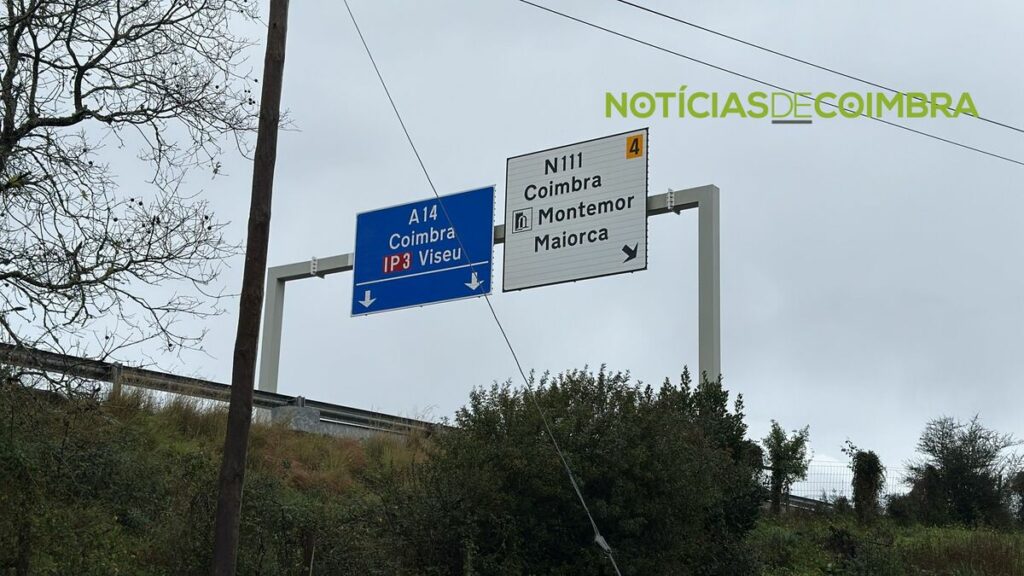 NOTÍCIASDECOIMBRA
A14
Coimbra
IP3 Viseu
4
N111
Coimbra
Montemor
Maiorca